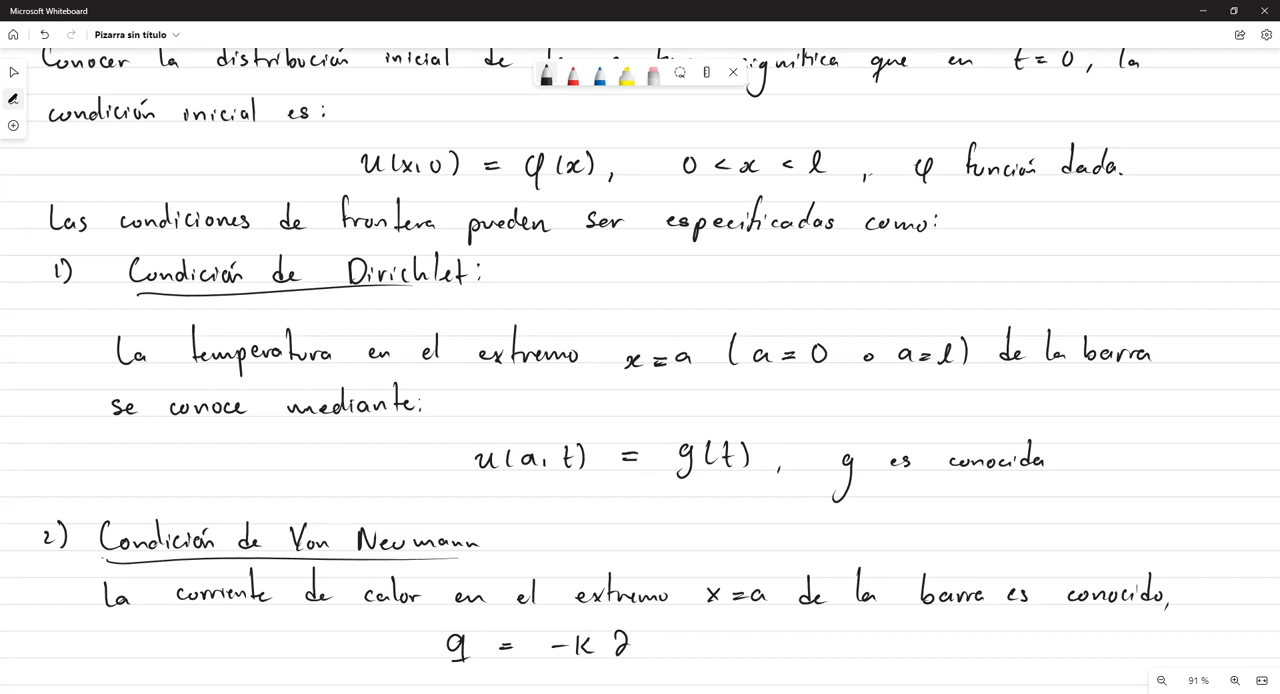 Microsoft Whiteboard
Pizarra sin título
Conocer la distribución inicial de que en t = 0, la
condición inicial es:
u(x,0) = φ(x), 0 < x < l, φ función dada.
Las condiciones de frontera pueden ser especificadas como:
1) Condición de Dirichlet:
La temperatura en el extremo x = a (a = 0 o a = l) de la barra
se conoce mediante:
u(a, t) = g(t), g es conocida
2) Condición de Von Neumann
La corriente de calor en el extremo x = a de la barra es conocido,
q = -K ∂
91 %